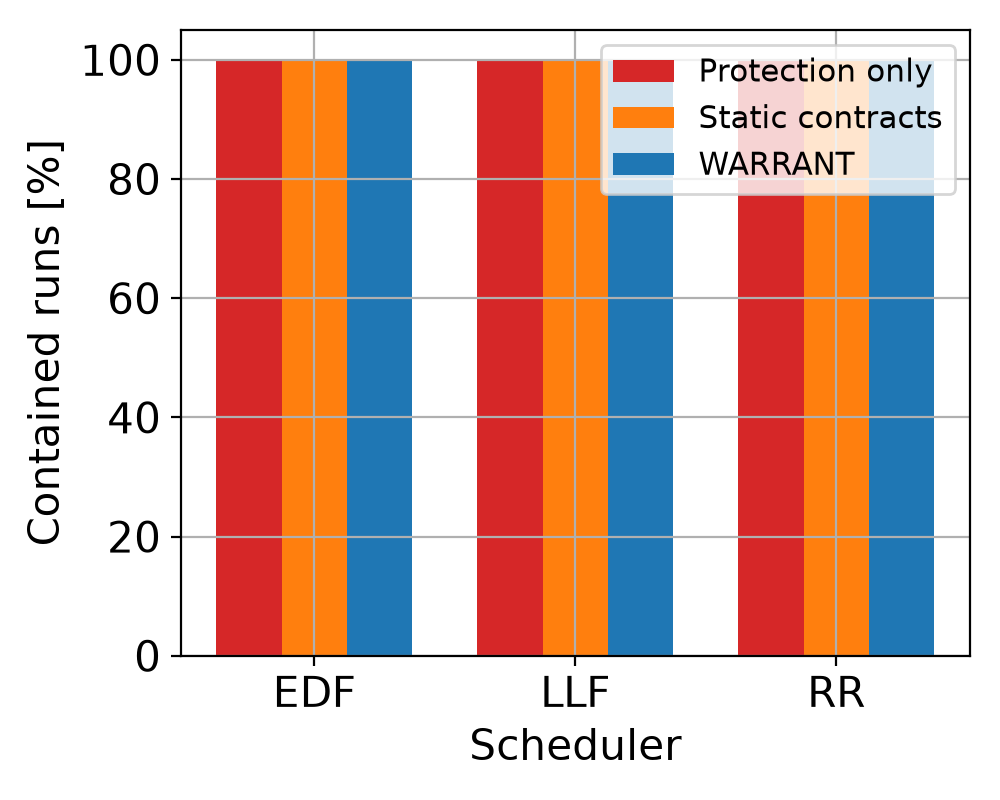 Contained runs [%]
100
80
60
40
20
0
Protection only
Static contracts
WARRANT
EDF LLF RR
Scheduler